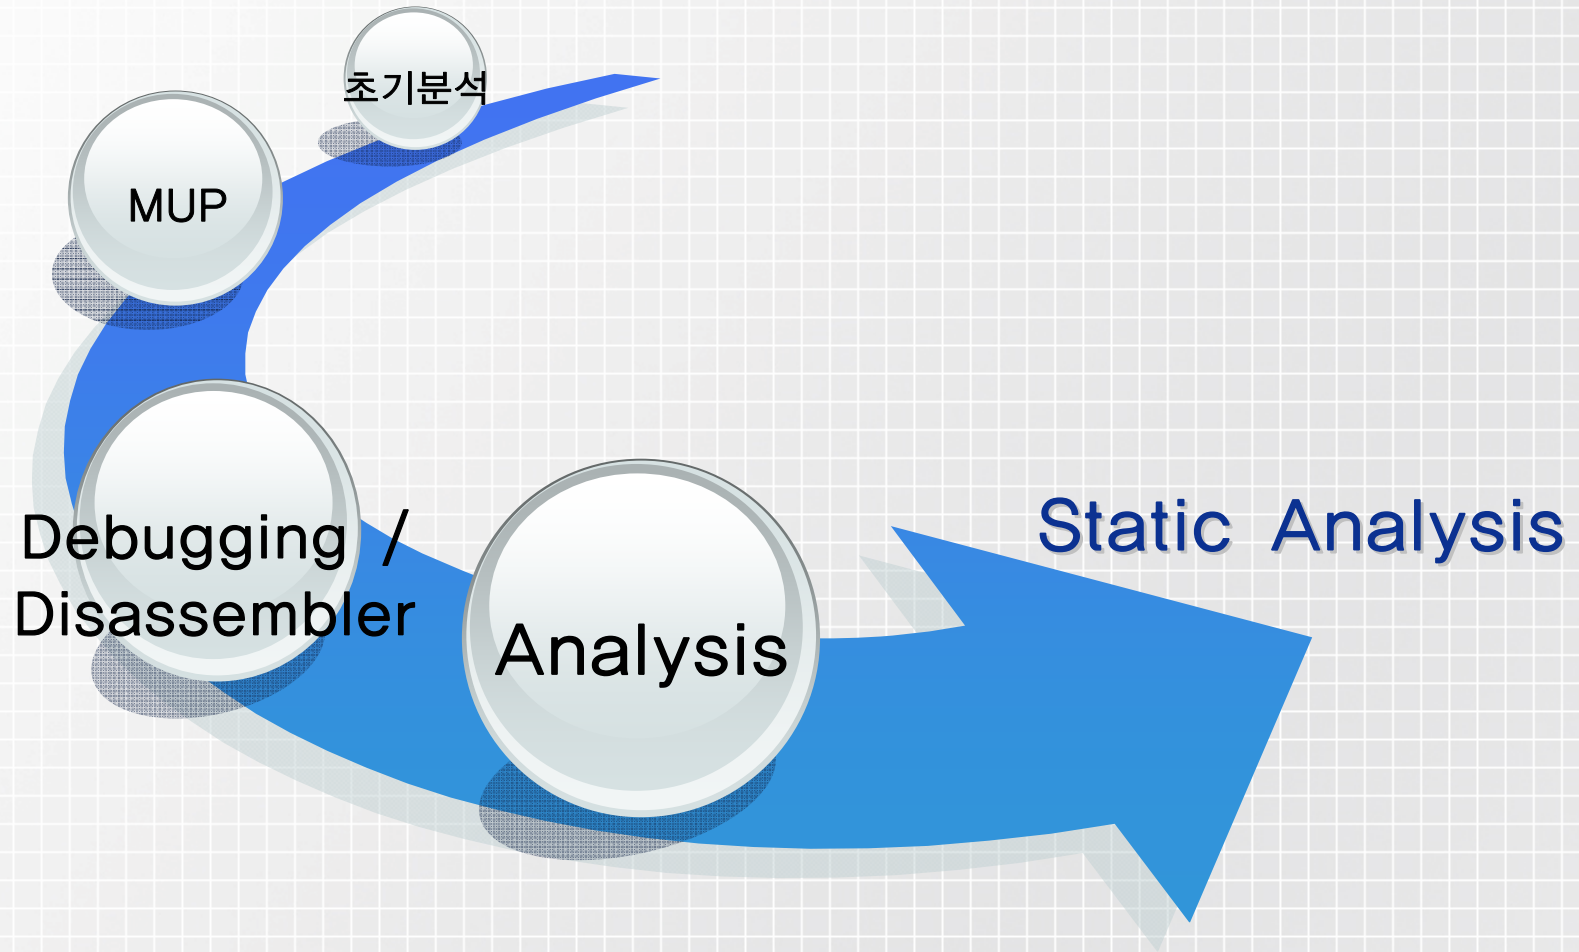 초기분석
MUP
Debugging /
Disassembler
Analysis
Static Analysis